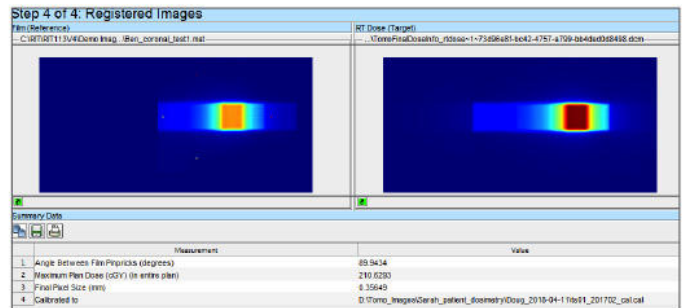 Step 4 of 4: Registered Images
Film (Reference)
RT Dose (Target)
Summary Data
Measurement Value
1 Angle Between Film Pinpricks (degrees) 89.9434
2 Maximum Plan Dose (cGY) (in entire plan) 210.6293
3 Final Pixel Size (mm) 0.35649
4 Calibrated to